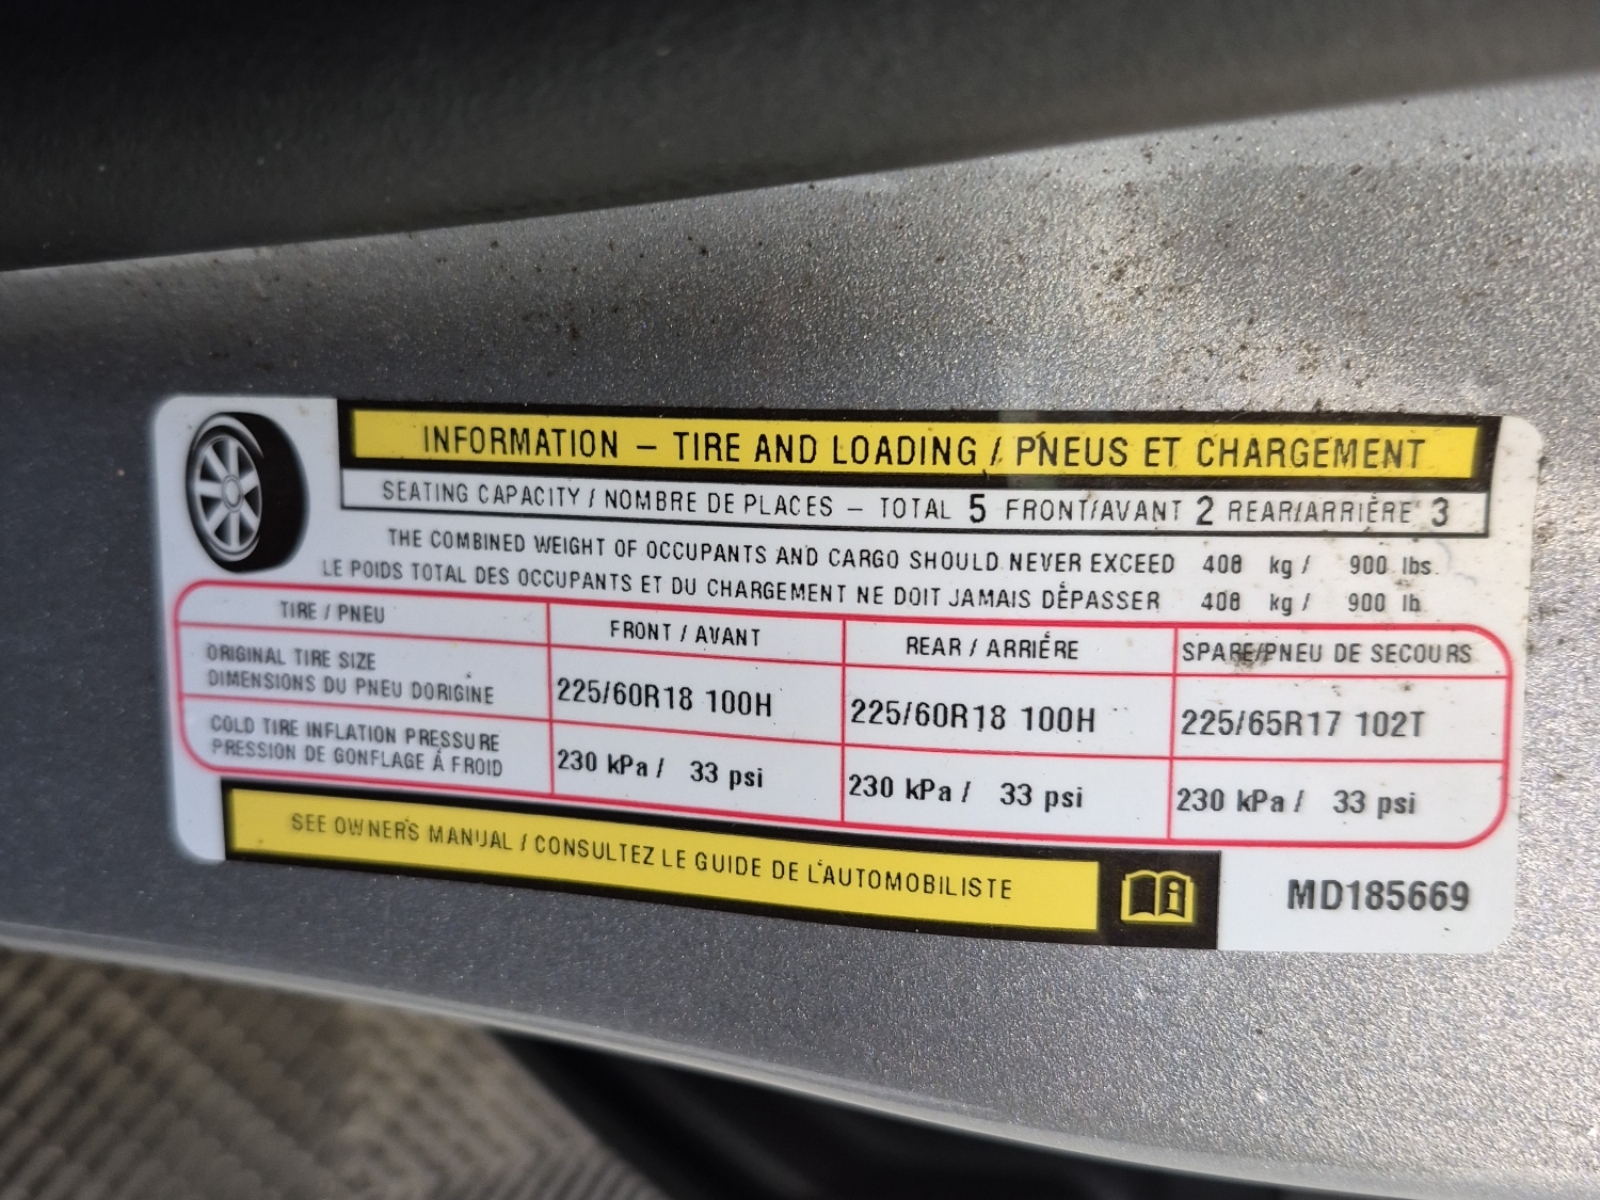 INFORMATION – TIRE AND LOADING / PNEUS ET CHARGEMENT
SEATING CAPACITY / NOMBRE DE PLACES – TOTAL 5 FRONT/AVANT 2 REAR/ARRIÈRE 3
THE COMBINED WEIGHT OF OCCUPANTS AND CARGO SHOULD NEVER EXCEED 408 kg / 900 lbs.
LE POIDS TOTAL DES OCCUPANTS ET DU CHARGEMENT NE DOIT JAMAIS DÉPASSER 408 kg / 900 lb
TIRE / PNEU FRONT / AVANT REAR / ARRIÉRE SPARE/PNEU DE SECOURS
ORIGINAL TIRE SIZE
DIMENSIONS DU PNEU DORIGINE 225/60R18 100H 225/60R18 100H 225/65R17 102T
COLD TIRE INFLATION PRESSURE
PRESSION DE GONFLAGE Á FROID 230 kPa / 33 psi 230 kPa / 33 psi 230 kPa / 33 psi
SEE OWNER'S MANUAL / CONSULTEZ LE GUIDE DE L'AUTOMOBILISTE
MD185669